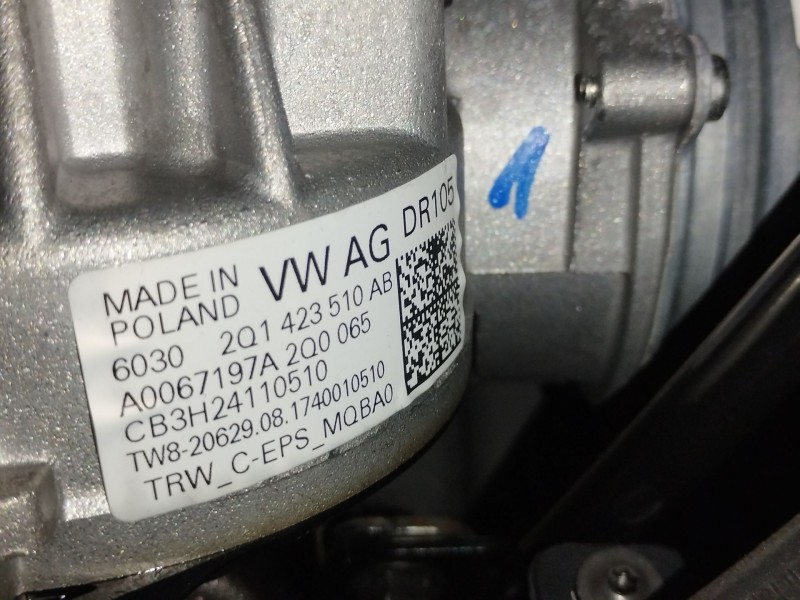 MADE IN
POLAND
VW AG DR105
6030 2Q1 423 510 AB
A0067197A 2Q0 065
CB3H24110510
TW8-20629.08.1740010510
TRW_C-EPS_MQBA0
1